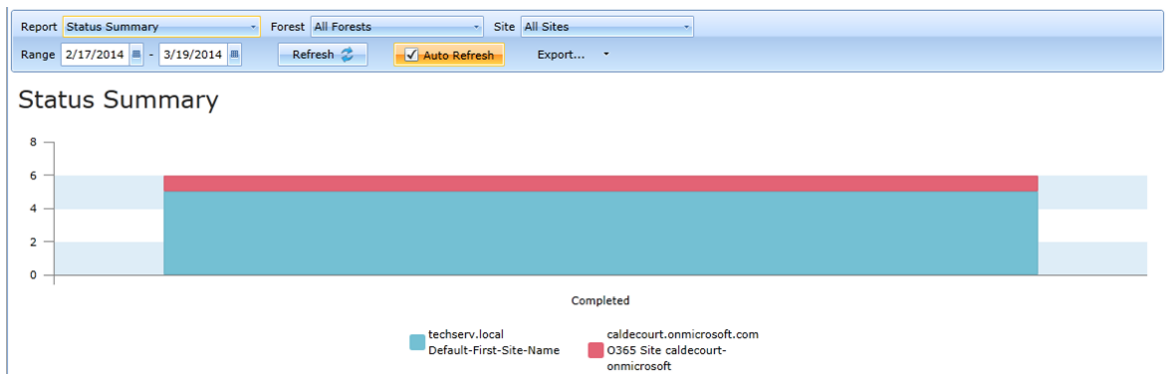 Report Status Summary Forest All Forests Site All Sites
Range 2/17/2014 - 3/19/2014 Refresh Auto Refresh Export...
Status Summary
8
6
4
2
0
Completed
techserv.local
Default-First-Site-Name
caldecourt.onmicrosoft.com
O365 Site caldecourt-
onmicrosoft